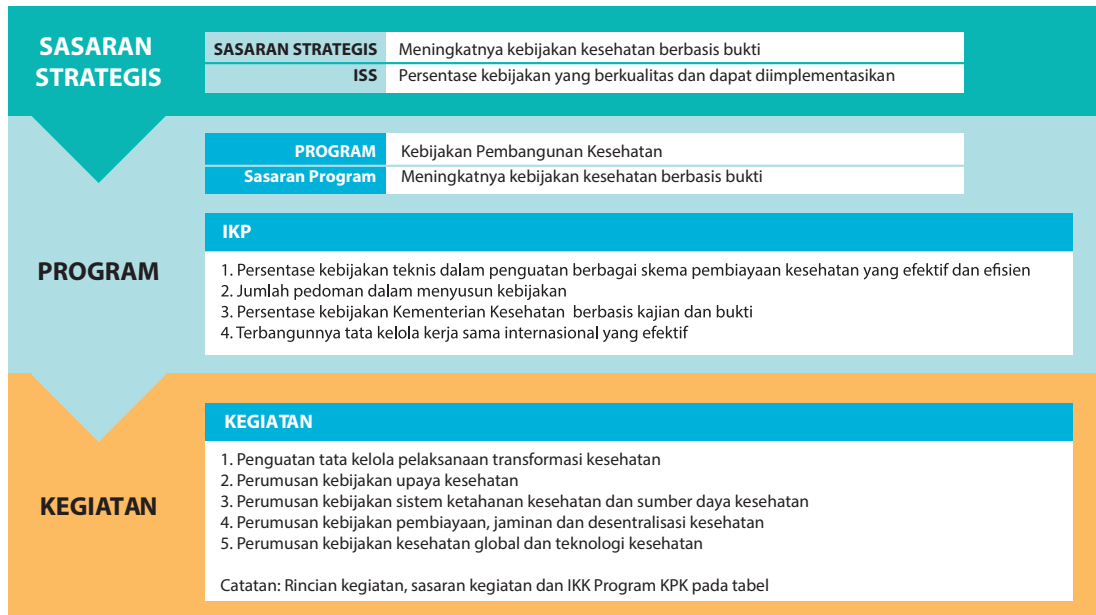 SASARAN
STRATEGIS
SASARAN STRATEGIS Meningkatnya kebijakan kesehatan berbasis bukti
ISS Persentase kebijakan yang berkualitas dan dapat diimplementasikan
PROGRAM Kebijakan Pembangunan Kesehatan
Sasaran Program Meningkatnya kebijakan kesehatan berbasis bukti
PROGRAM
IKP
1. Persentase kebijakan teknis dalam penguatan berbagai skema pembiayaan kesehatan yang efektif dan efisien
2. Jumlah pedoman dalam menyusun kebijakan
3. Persentase kebijakan Kementerian Kesehatan berbasis kajian dan bukti
4. Terbangunnya tata kelola kerja sama internasional yang efektif
KEGIATAN
KEGIATAN
1. Penguatan tata kelola pelaksanaan transformasi kesehatan
2. Perumusan kebijakan upaya kesehatan
3. Perumusan kebijakan sistem ketahanan kesehatan dan sumber daya kesehatan
4. Perumusan kebijakan pembiayaan, jaminan dan desentralisasi kesehatan
5. Perumusan kebijakan kesehatan global dan teknologi kesehatan
Catatan: Rincian kegiatan, sasaran kegiatan dan IKK Program KPK pada tabel